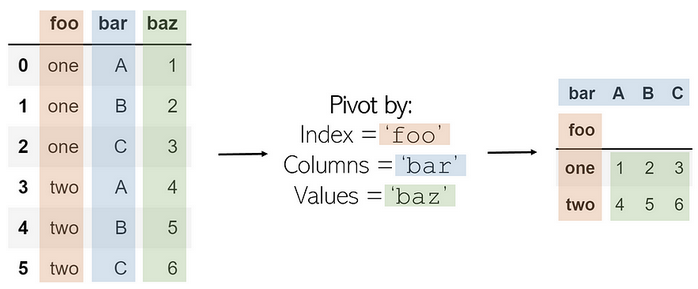 foo bar baz
0 one A 1
1 one B 2
2 one C 3
3 two A 4
4 two B 5
5 two C 6
Pivot by:
Index = 'foo'
Columns = 'bar'
Values = 'baz'
bar A B C
foo
one 1 2 3
two 4 5 6